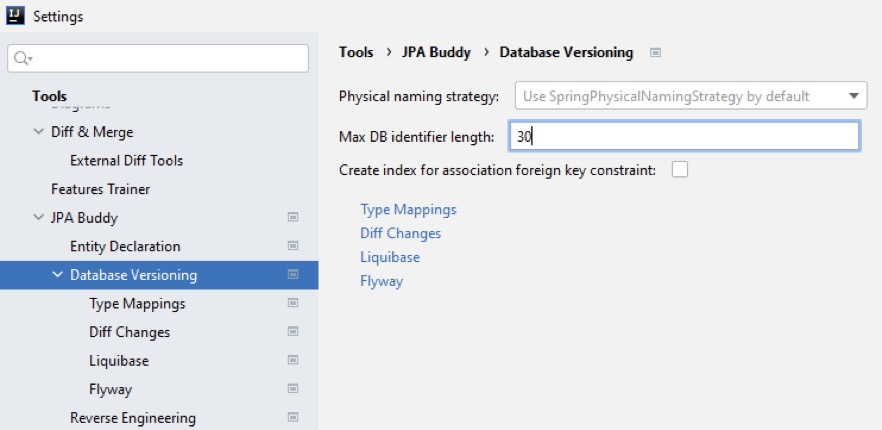 IJ Settings
Tools
Diagrams
Diff & Merge
External Diff Tools
Features Trainer
JPA Buddy
Entity Declaration
Database Versioning
Type Mappings
Diff Changes
Liquibase
Flyway
Reverse Engineering
Tools › JPA Buddy › Database Versioning
Physical naming strategy: Use SpringPhysicalNamingStrategy by default
Max DB identifier length: 30
Create index for association foreign key constraint:
Type Mappings
Diff Changes
Liquibase
Flyway